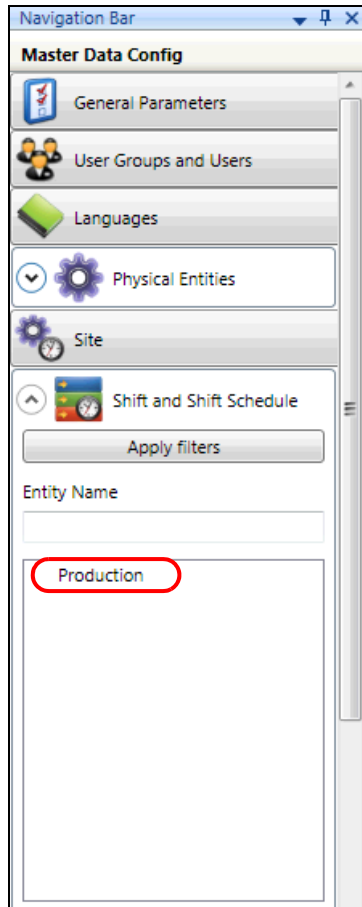 Navigation Bar
Master Data Config
General Parameters
User Groups and Users
Languages
Physical Entities
Site
Shift and Shift Schedule
Apply filters
Entity Name
Production